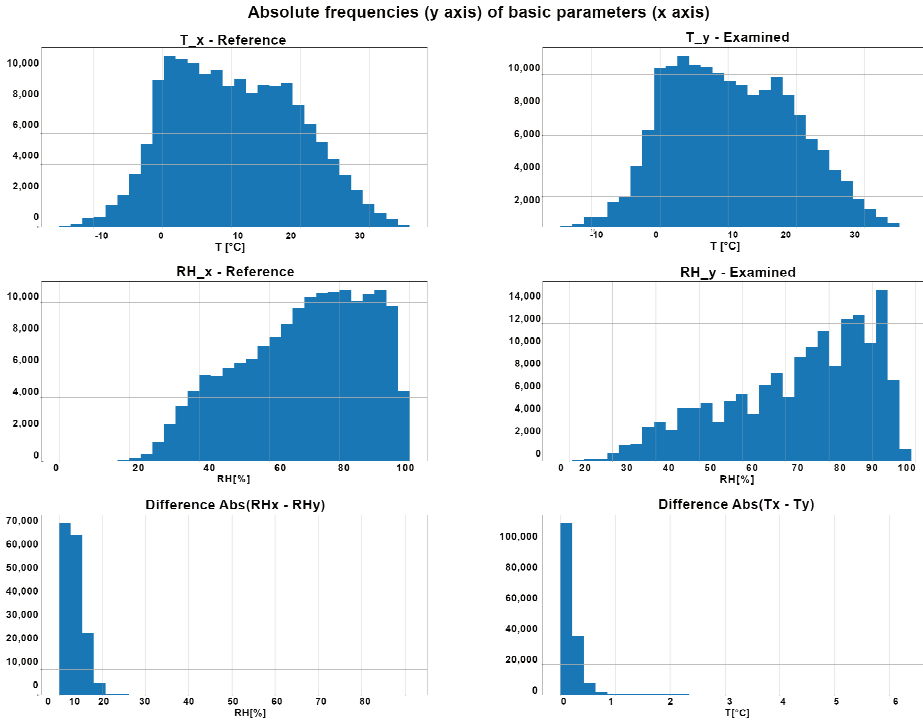 Absolute frequencies (y axis) of basic parameters (x axis)
T_x - Reference
10,000
8,000
6,000
4,000
2,000
0
-10 0 10 20 30
T [°C]
T_y - Examined
10,000
8,000
6,000
4,000
2,000
-10 0 10 20 30
T [°C]
RH_x - Reference
10,000
8,000
6,000
4,000
2,000
0
0 20 40 60 80 100
RH[%]
RH_y - Examined
14,000
12,000
10,000
8,000
6,000
4,000
2,000
0
0 20 30 40 50 60 70 80 90 100
RH[%]
Difference Abs(RHx - RHy)
70,000
60,000
50,000
40,000
30,000
20,000
10,000
0
0 10 20 30 40 50 60 70 80
RH[%]
Difference Abs(Tx - Ty)
100,000
80,000
60,000
40,000
20,000
0
0 1 2 3 4 5 6
T[°C]